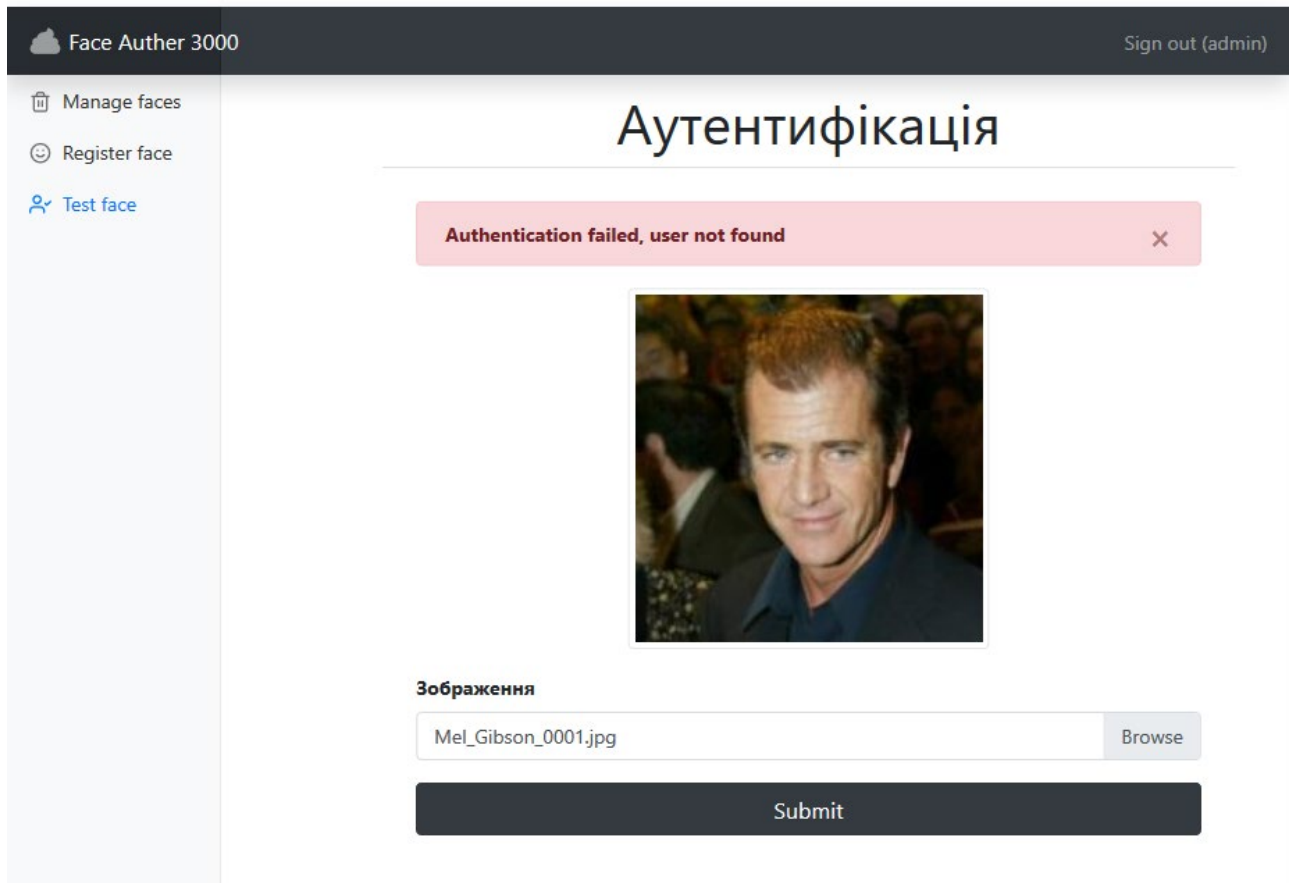 Face Auther 3000
Sign out (admin)
Manage faces
Register face
Test face
Аутентифікація
Authentication failed, user not found
×
Зображення
Mel_Gibson_0001.jpg
Browse
Submit